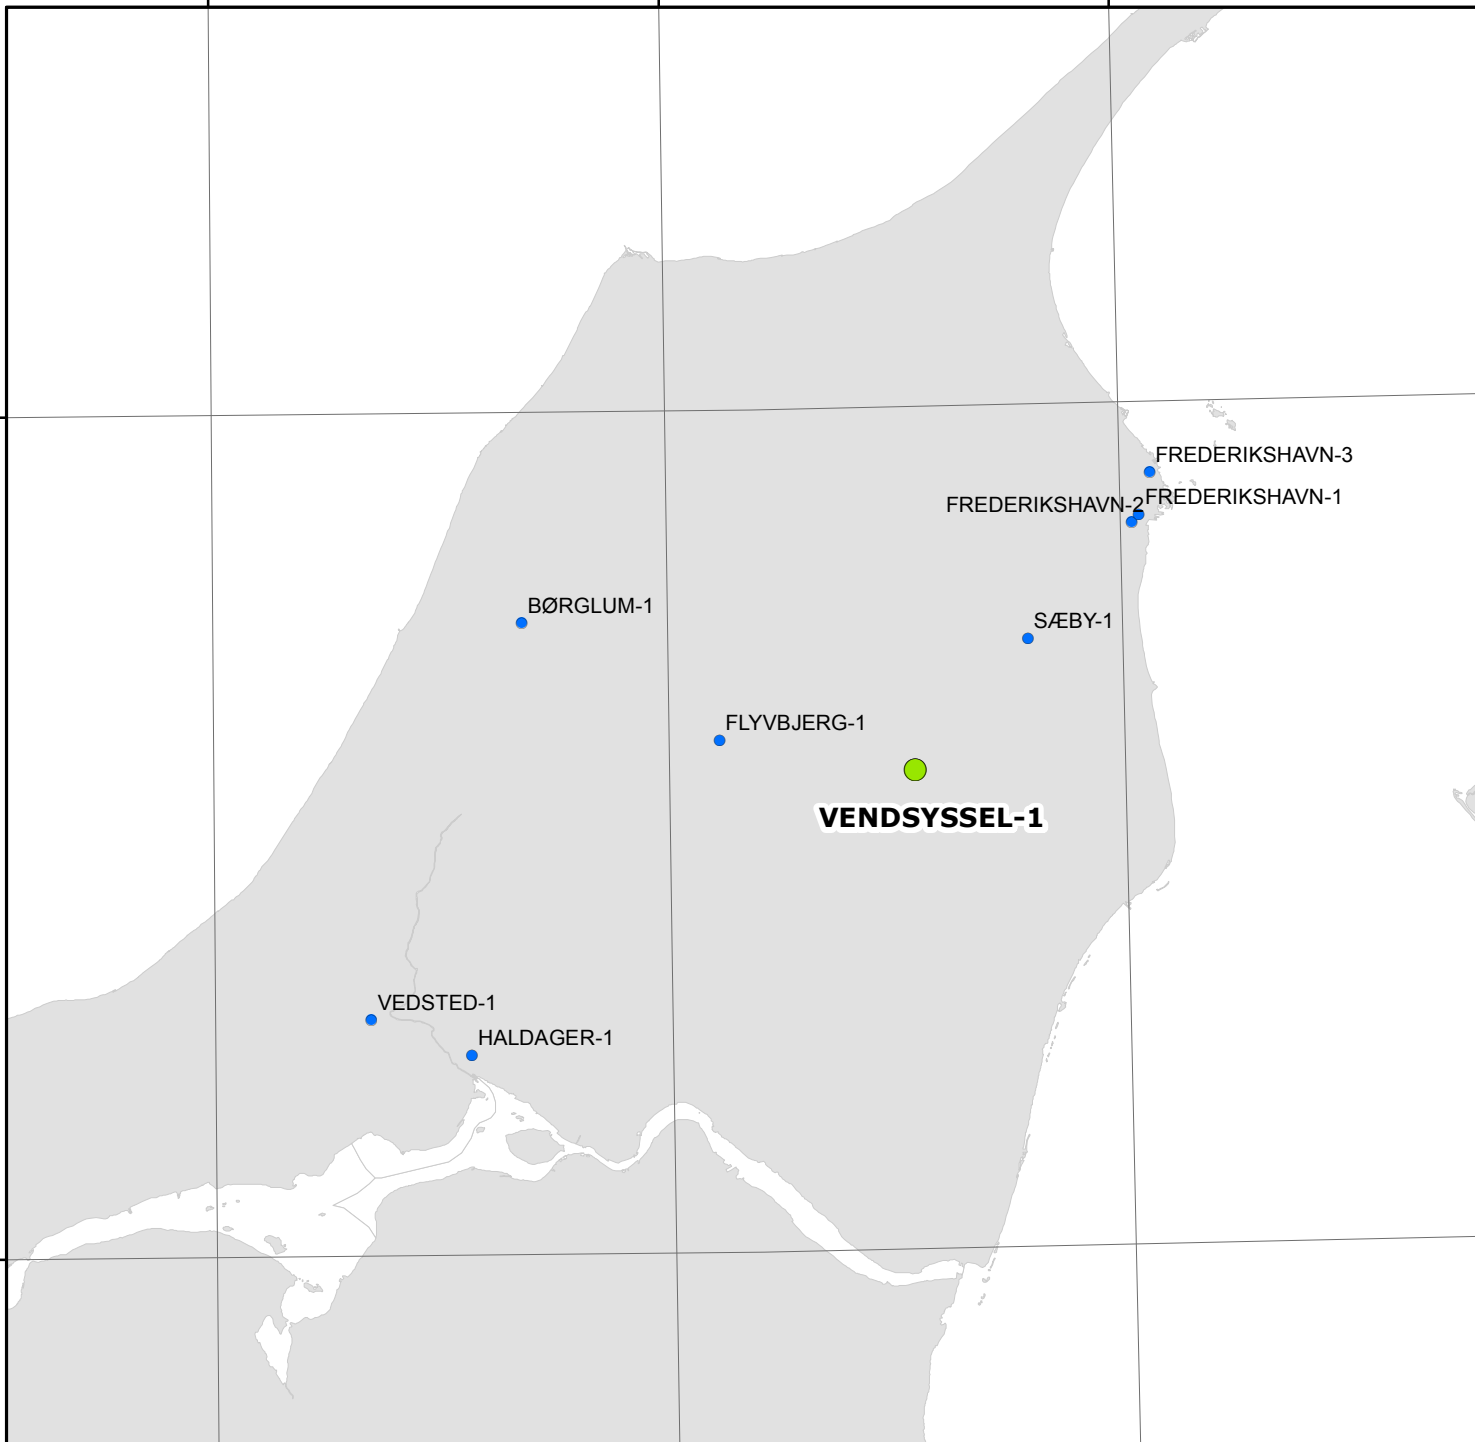 FREDERIKSHAVN-3
FREDERIKSHAVN-2
FREDERIKSHAVN-1
BØRGLUM-1
SÆBY-1
FLYVBJERG-1
VENDSYSSEL-1
VEDSTED-1
HALDAGER-1